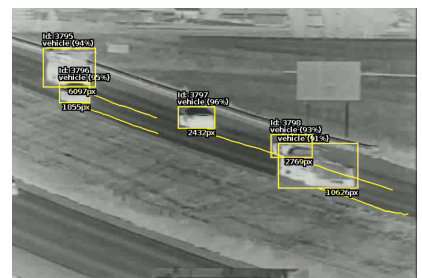 Id: 3795
vehicle (94%)
Id: 3796
vehicle (95%)
6097px
1855px
Id: 3797
vehicle (96%)
2432px
Id: 3798
vehicle (93%)
vehicle (91%)
2769px
10626px